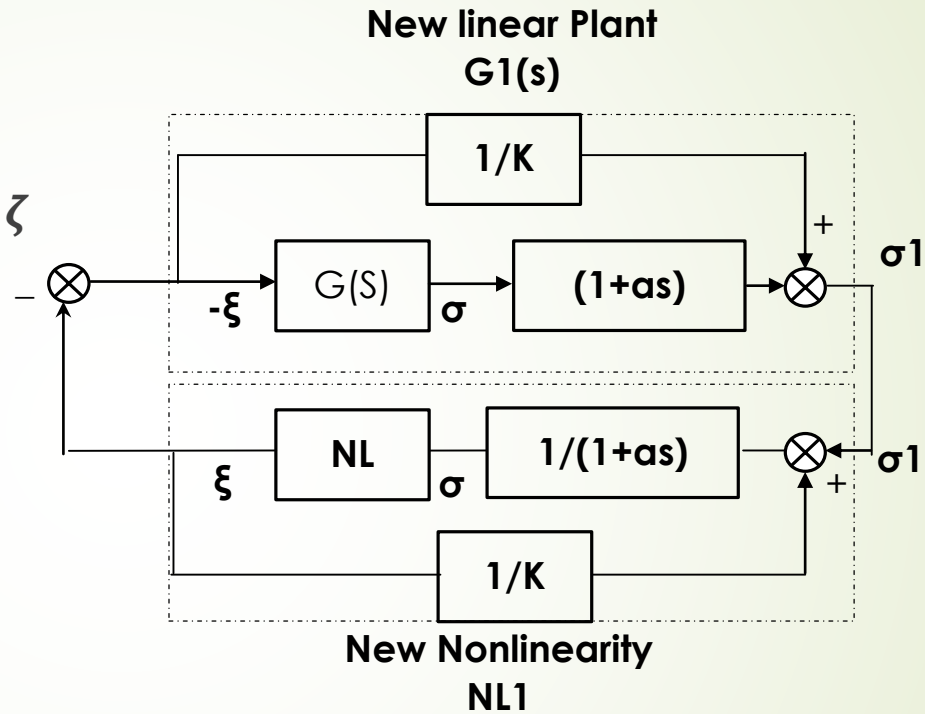 New linear Plant
G1(s)
1/K
+
ζ
σ1
G(S)
(1+as)
−
-ξ
σ
NL
1/(1+as)
σ1
ξ
σ
+
1/K
New Nonlinearity
NL1